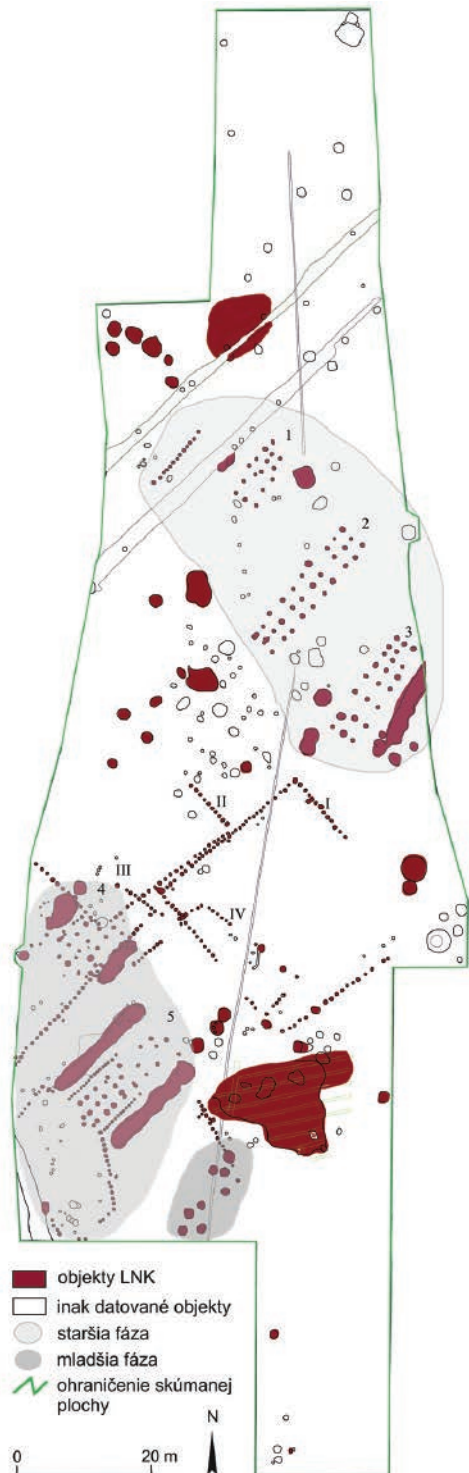 1
2
3
II
I
III
4
IV
5
objekty LNK
inak datované objekty
staršia fáza
mladšia fáza
ohraničenie skúmanej
plochy
N
0 20 m